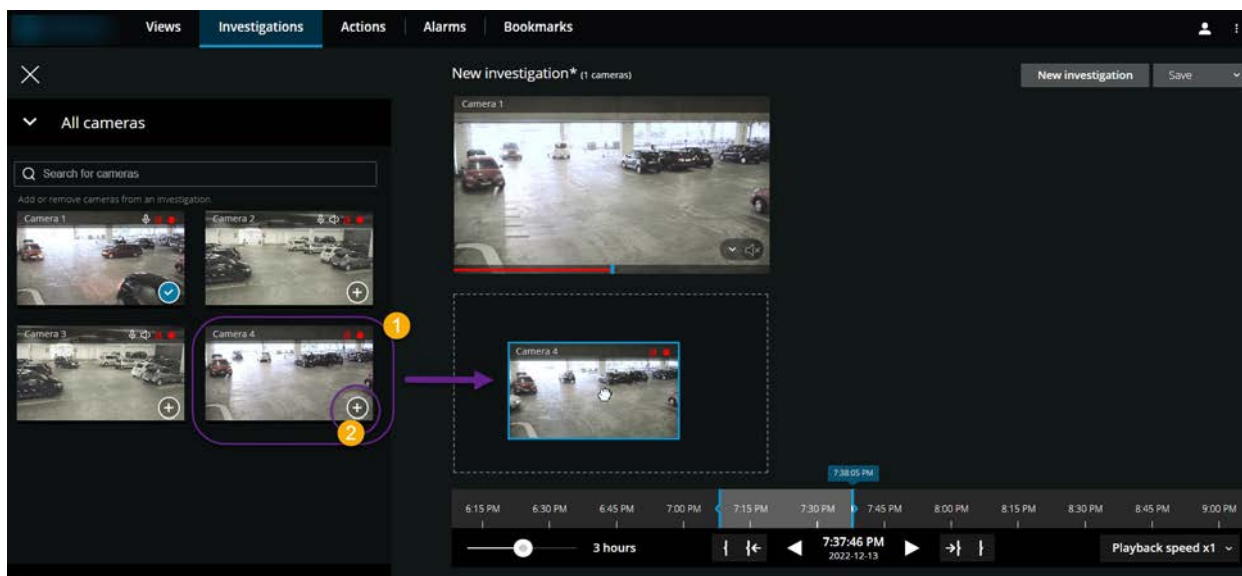 Views
Investigations
Actions
Alarms
Bookmarks
New investigation* (1 cameras)
New investigation
Save
All cameras
Search for cameras
Add or remove cameras from an investigation.
Camera 1
Camera 2
Camera 3
Camera 4
1
2
Camera 1
Camera 4
7:38:05 PM
6:15 PM 6:30 PM 6:45 PM 7:00 PM 7:15 PM 7:30 PM 7:45 PM 8:00 PM 8:15 PM 8:30 PM 8:45 PM 9:00 PM
3 hours
7:37:46 PM
2022-12-13
Playback speed x1